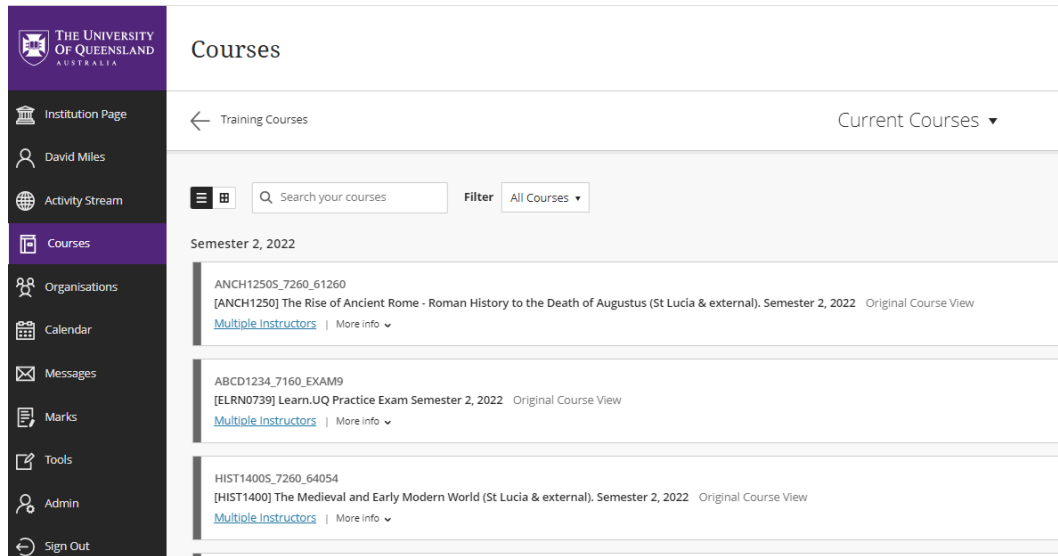 THE UNIVERSITY
OF QUEENSLAND
AUSTRALIA
Institution Page
David Miles
Activity Stream
Courses
Organisations
Calendar
Messages
Marks
Tools
Admin
Sign Out
Courses
Training Courses
Current Courses
Search your courses
Filter All Courses
Semester 2, 2022
ANCH1250S_7260_61260
[ANCH1250] The Rise of Ancient Rome - Roman History to the Death of Augustus (St Lucia & external). Semester 2, 2022 Original Course View
Multiple Instructors | More info
ABCD1234_7160_EXAM9
[ELRN0739] Learn.UQ Practice Exam Semester 2, 2022 Original Course View
Multiple Instructors | More info
HIST1400S_7260_64054
[HIST1400] The Medieval and Early Modern World (St Lucia & external). Semester 2, 2022 Original Course View
Multiple Instructors | More info